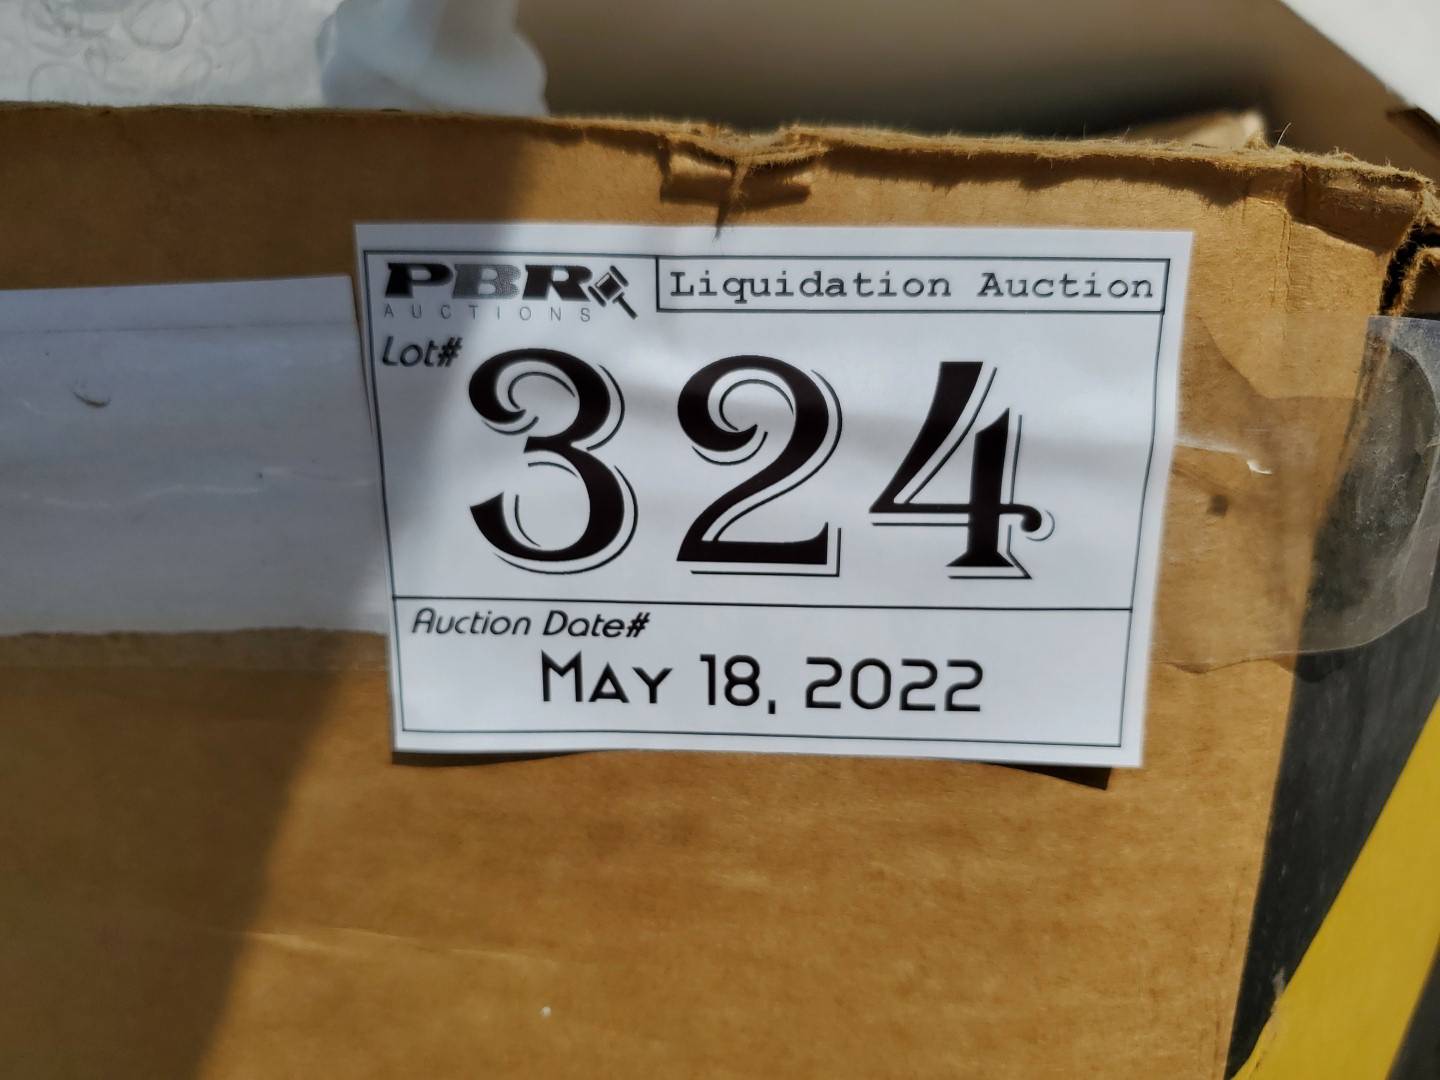 PBR
AUCTIONS
Liquidation Auction
Lot#
324
Auction Date#
May 18, 2022